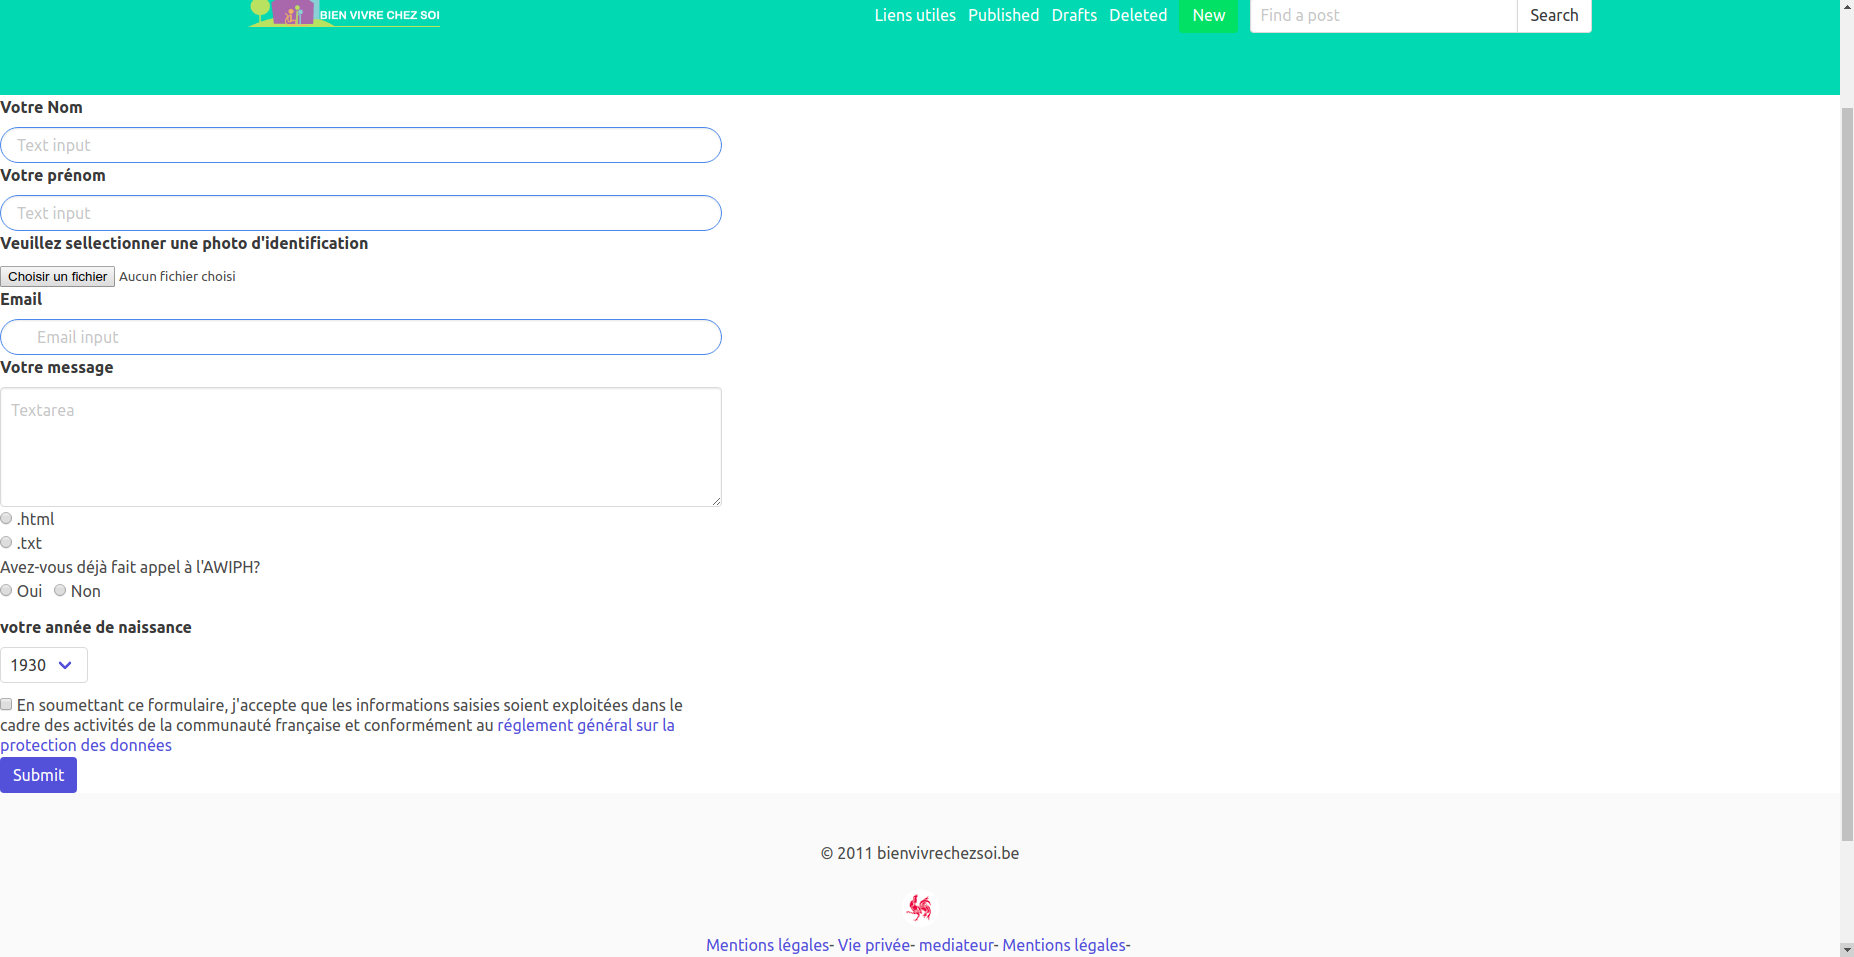 BIEN VIVRE CHEZ SOI
Liens utiles Published Drafts Deleted New Find a post Search
Votre Nom
Text input
Votre prénom
Text input
Veuillez sellectionner une photo d'identification
Choisir un fichier Aucun fichier choisi
Email
Email input
Votre message
Textarea
.html
.txt
Avez-vous déjà fait appel à l'AWIPH?
Oui Non
votre année de naissance
1930
En soumettant ce formulaire, j'accepte que les informations saisies soient exploitées dans le
cadre des activités de la communauté française et conformément au réglement général sur la
protection des données
Submit
© 2011 bienvivrechezsoi.be
Mentions légales- Vie privée- mediateur- Mentions légales-